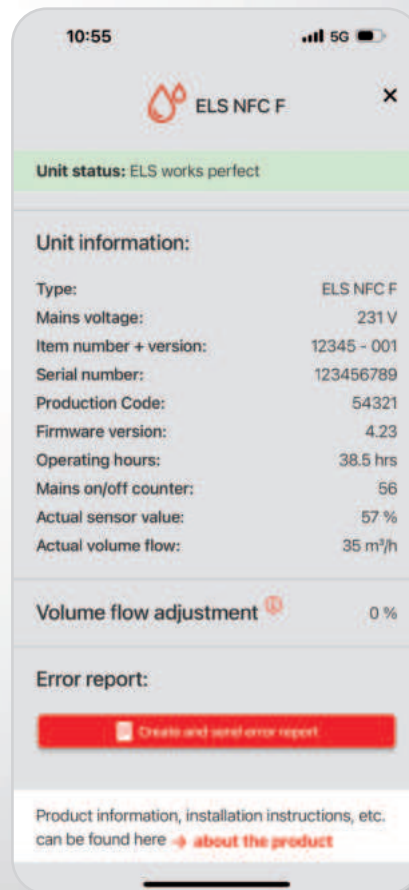 10:55 5G
ELS NFC F ×
Unit status: ELS works perfect
Unit information:
Type: ELS NFC F
Mains voltage: 231 V
Item number + version: 12345 - 001
Serial number: 123456789
Production Code: 54321
Firmware version: 4.23
Operating hours: 38.5 hrs
Mains on/off counter: 56
Actual sensor value: 57 %
Actual volume flow: 35 m³/h
Volume flow adjustment 0 %
Error report:
Create and send error report
Product information, installation instructions, etc.
can be found here → about the product